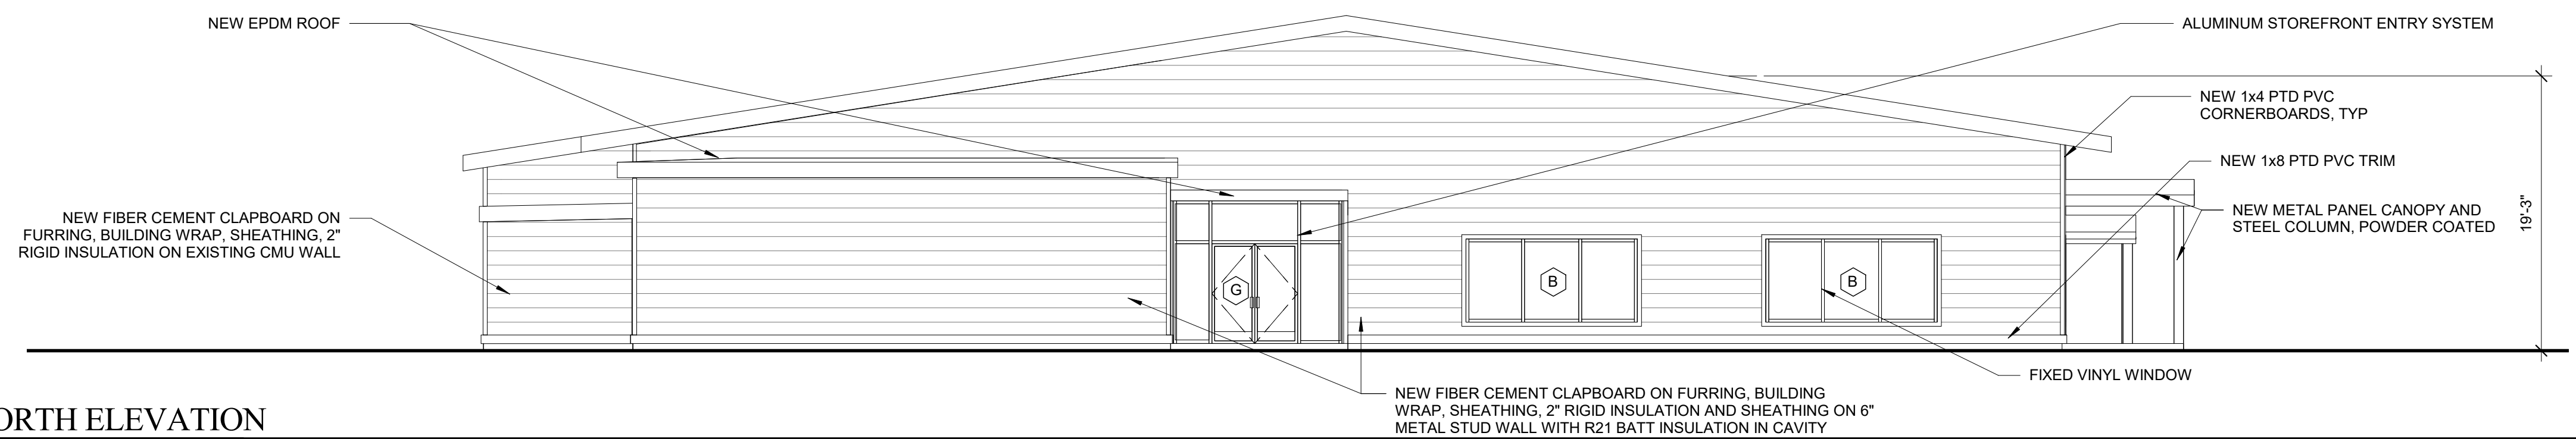 NEW EPDM ROOF
ALUMINUM STOREFRONT ENTRY SYSTEM
NEW 1x4 PTD PVC
CORNERBOARDS, TYP
NEW 1x8 PTD PVC TRIM
NEW FIBER CEMENT CLAPBOARD ON
FURRING, BUILDING WRAP, SHEATHING, 2"
RIGID INSULATION ON EXISTING CMU WALL
NEW METAL PANEL CANOPY AND
STEEL COLUMN, POWDER COATED
19'-3"
G
B
B
FIXED VINYL WINDOW
NEW FIBER CEMENT CLAPBOARD ON FURRING, BUILDING
WRAP, SHEATHING, 2" RIGID INSULATION AND SHEATHING ON 6"
METAL STUD WALL WITH R21 BATT INSULATION IN CAVITY
ORTH ELEVATION